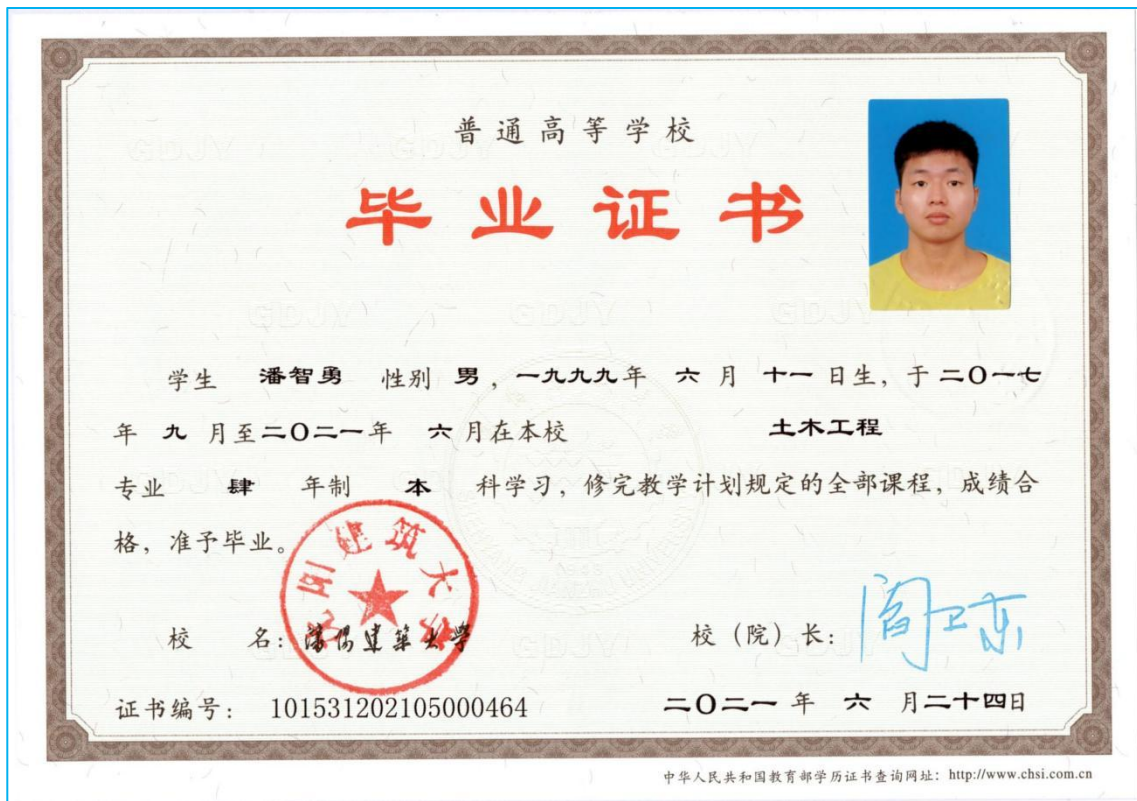 普通高等学校
毕业证书
学生 潘智勇 性别 男，一九九九年 六 月 十一 日生，于 二〇一七
年 九 月至二〇二一年 六 月在本校 土木工程
专业 肆 年制 本 科学习，修完教学计划规定的全部课程，成绩合
格，准予毕业。
校 名：沈阳建筑大学
校（院）长：阎卫东
证书编号： 101531202105000464
二〇二一 年 六 月二十四日
中华人民共和国教育部学历证书查询网址：http://www.chsi.com.cn